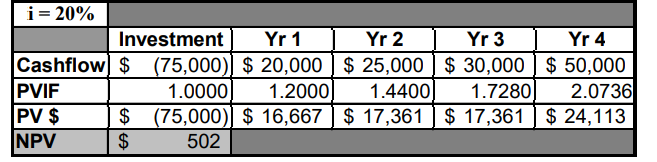 i = 20%
Investment Yr 1 Yr 2 Yr 3 Yr 4
Cashflow $ (75,000) $ 20,000 $ 25,000 $ 30,000 $ 50,000
PVIF 1.0000 1.2000 1.4400 1.7280 2.0736
PV $ $ (75,000) $ 16,667 $ 17,361 $ 17,361 $ 24,113
NPV $ 502